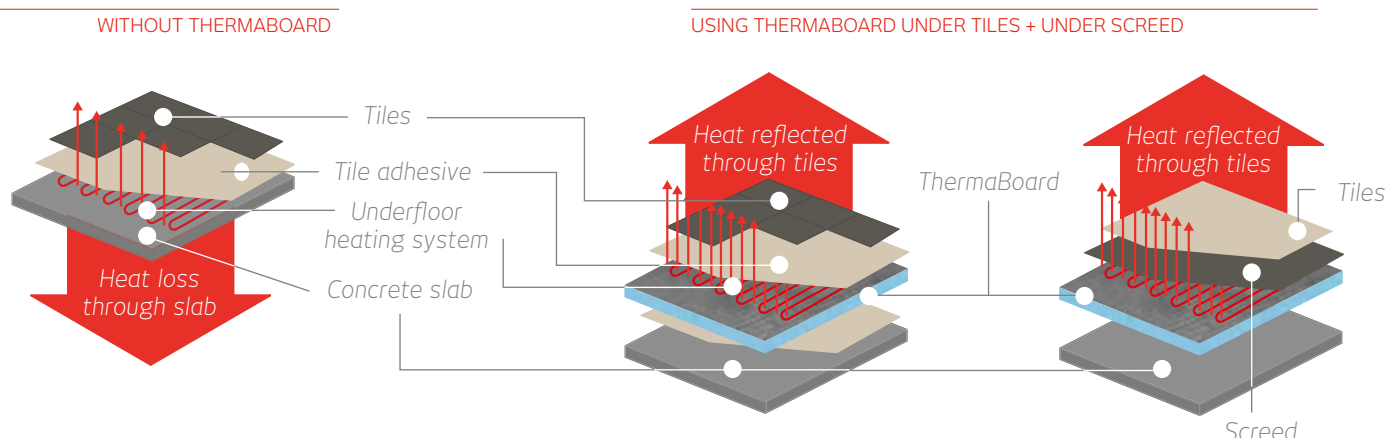 WITHOUT THERMABOARD
USING THERMABOARD UNDER TILES + UNDER SCREED
Tiles
Tile adhesive
Underfloor
heating system
Concrete slab
Heat loss
through slab
Heat reflected
through tiles
ThermaBoard
Heat reflected
through tiles
Tiles
Screed